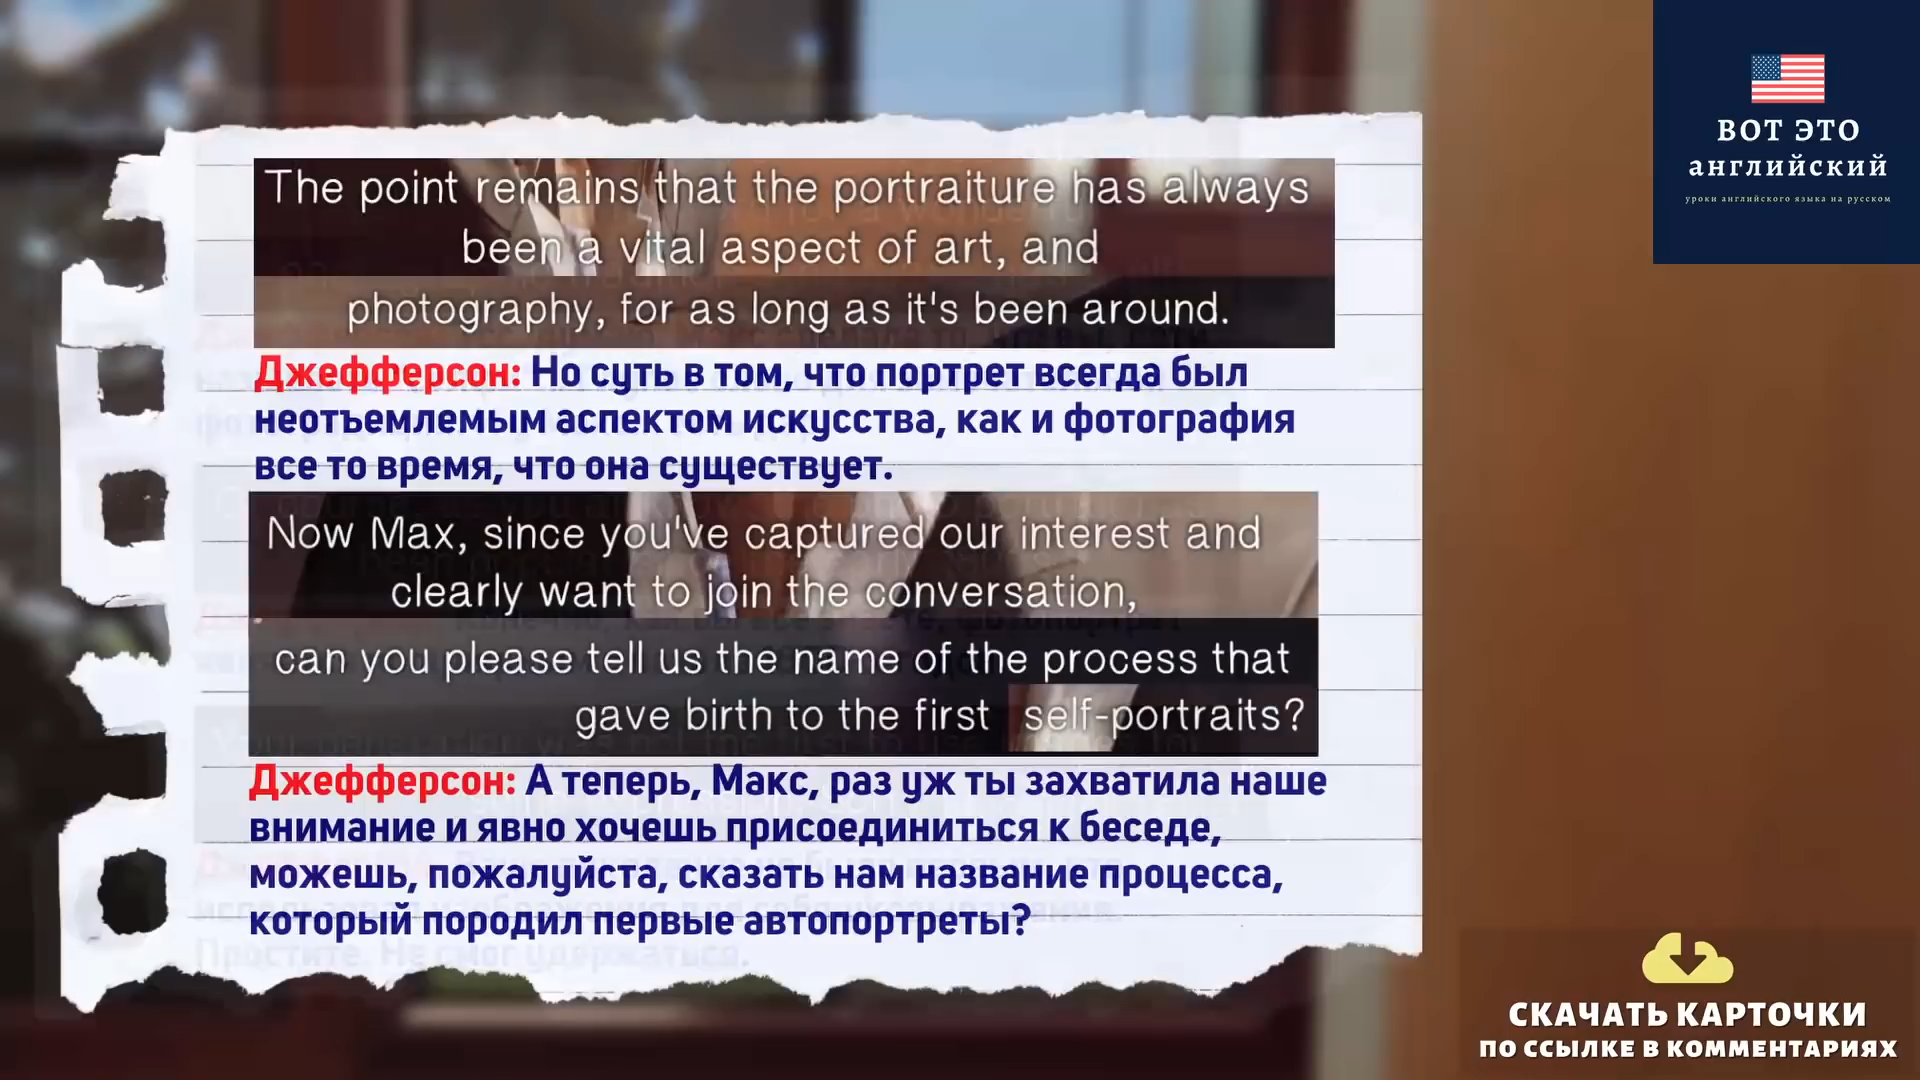 The point remains that the portraiture has always
been a vital aspect of art, and
photography, for as long as it's been around.
Джефферсон: Но суть в том, что портрет всегда был
неотъемлемым аспектом искусства, как и фотография
все то время, что она существует.
Now Max, since you've captured our interest and
clearly want to join the conversation,
can you please tell us the name of the process that
gave birth to the first self-portraits?
Джефферсон: А теперь, Макс, раз уж ты захватила наше
внимание и явно хочешь присоединиться к беседе,
можешь, пожалуйста, сказать нам название процесса,
который породил первые автопортреты?
Простите. Не смог удержаться.
ВОТ ЭТО
английский
уроки английского языка на русском
СКАЧАТЬ КАРТОЧКИ
ПО ССЫЛКЕ В КОММЕНТАРИЯХ